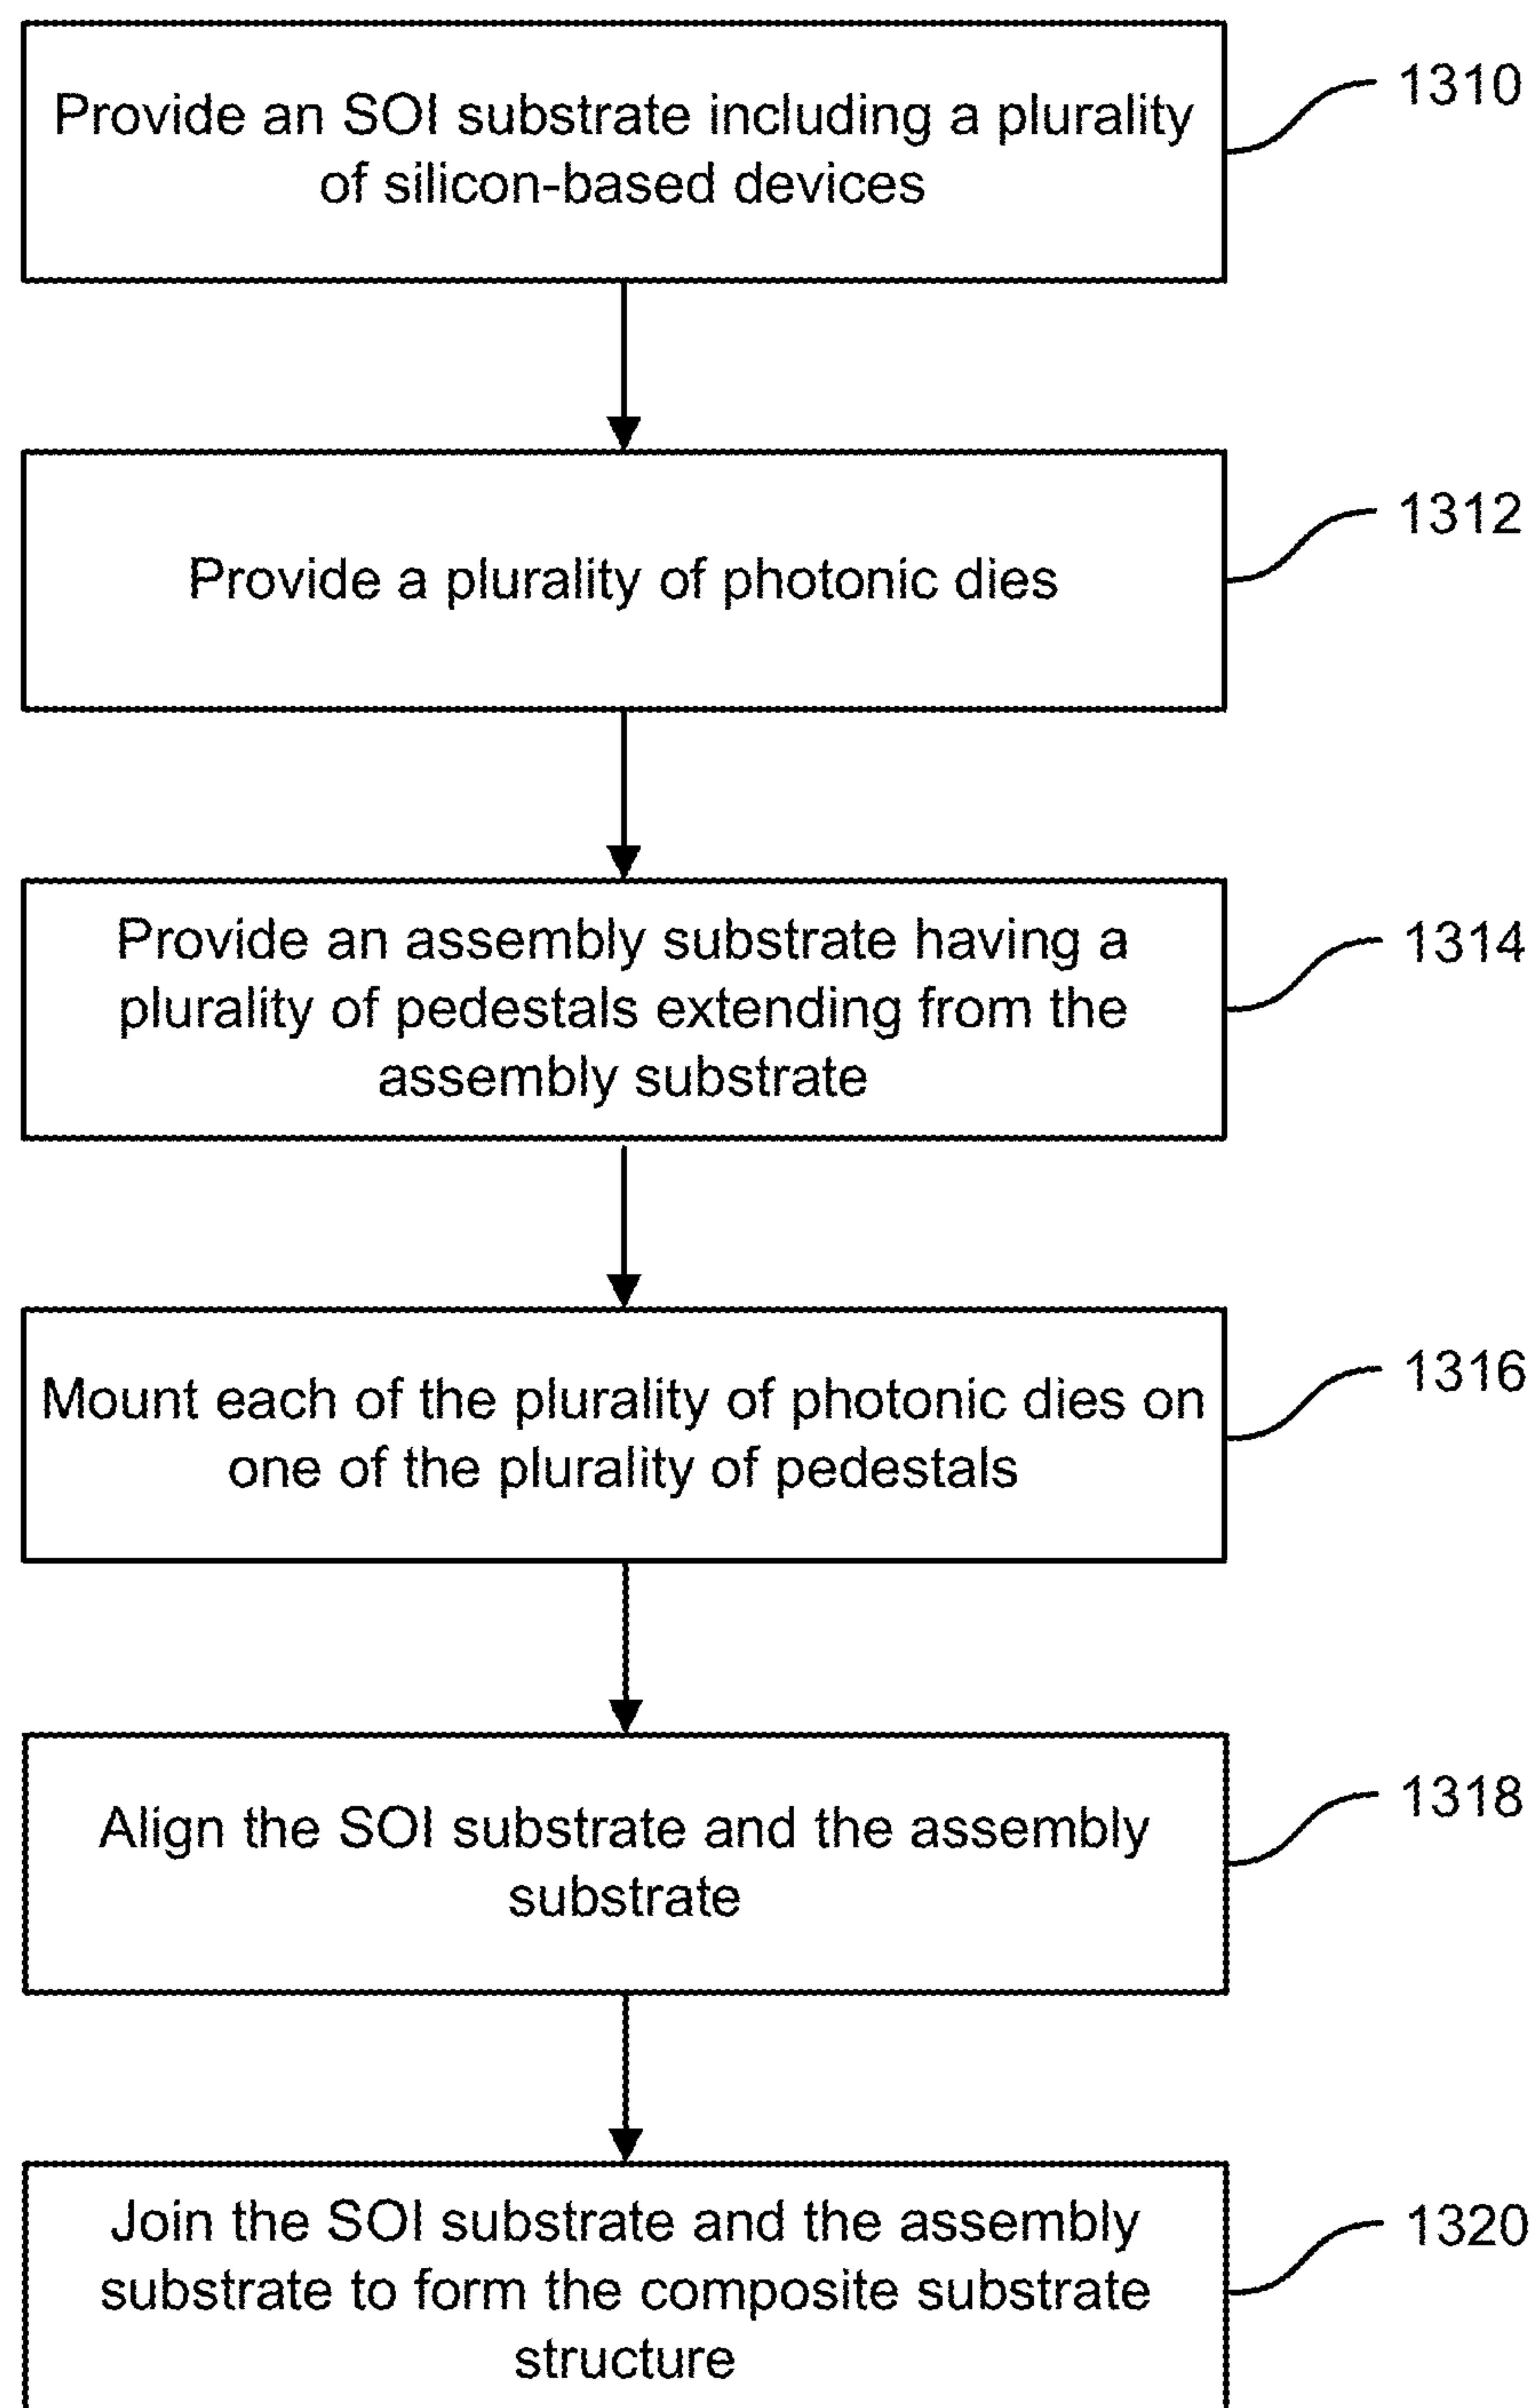 Provide an SOI substrate including a plurality
of silicon-based devices
1310
Provide a plurality of photonic dies
1312
Provide an assembly substrate having a
plurality of pedestals extending from the
assembly substrate
1314
Mount each of the plurality of photonic dies on
one of the plurality of pedestals
1316
Align the SOI substrate and the assembly
substrate
1318
Join the SOI substrate and the assembly
substrate to form the composite substrate
structure
1320